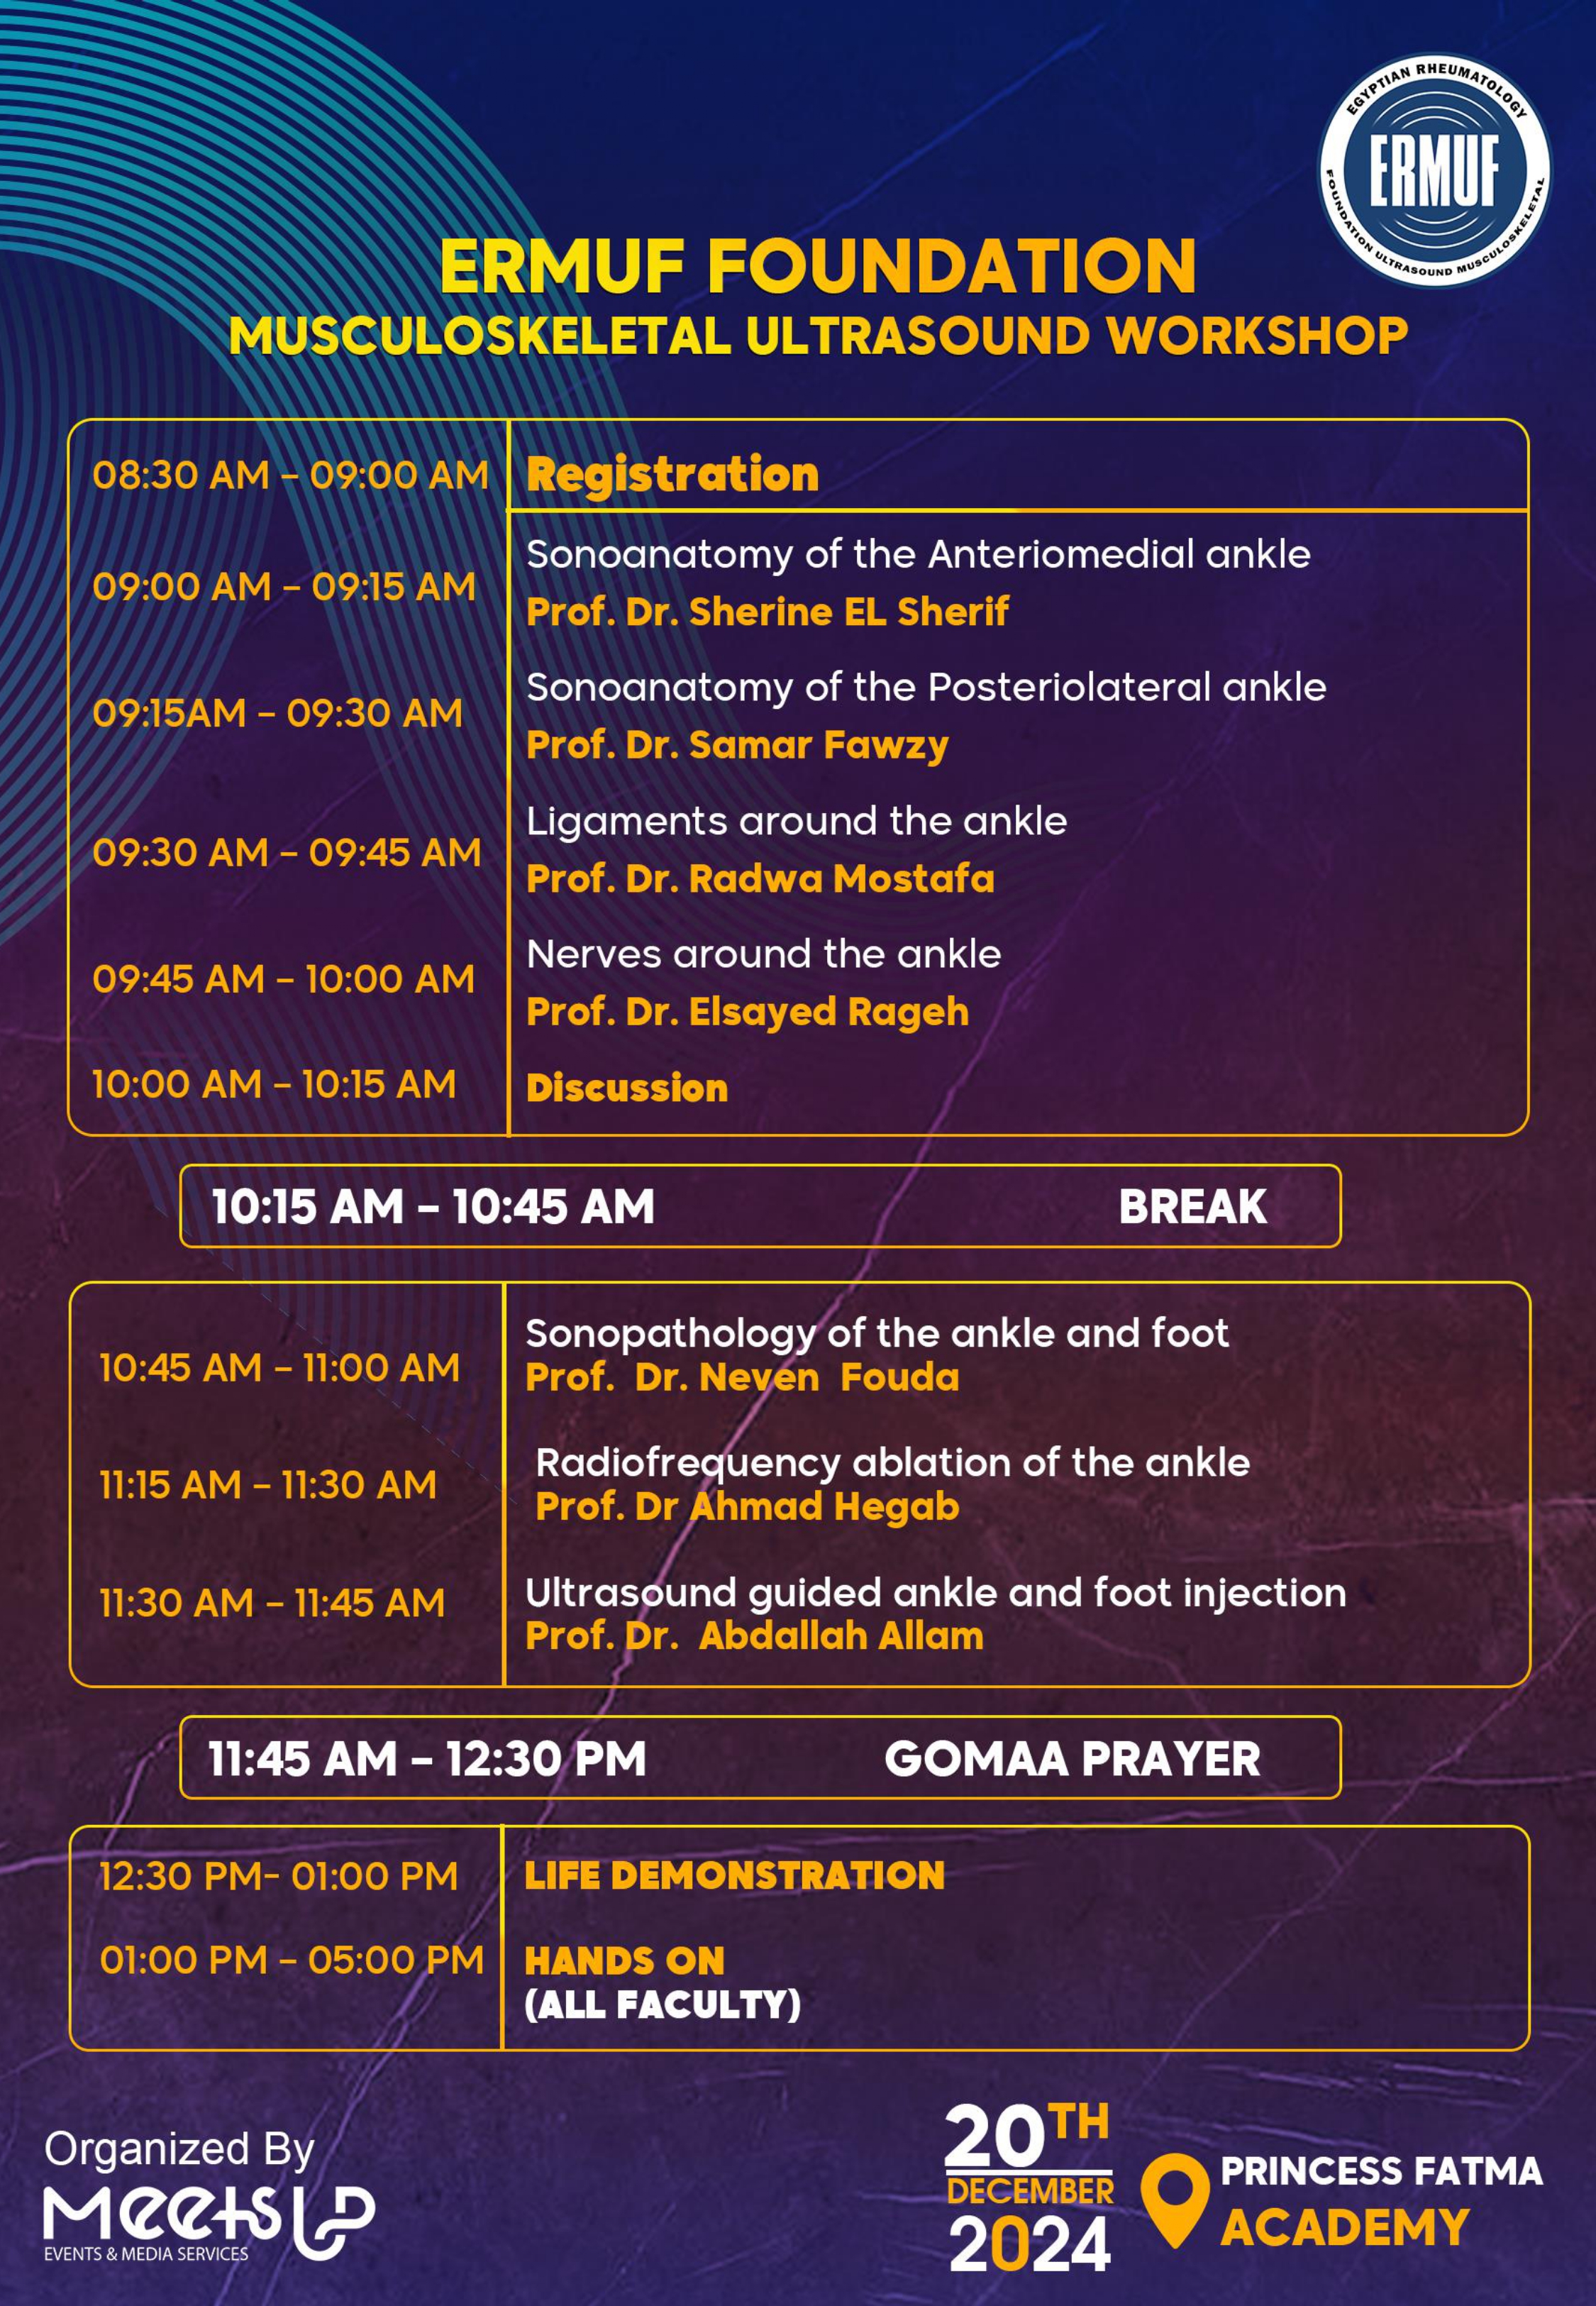 EGYPTIAN RHEUMATOLOGY
ERMUF
FOUNDATION ULTRASOUND MUSCULOSKELETAL
ERMUF FOUNDATION
MUSCULOSKELETAL ULTRASOUND WORKSHOP
08:30 AM – 09:00 AM Registration
09:00 AM – 09:15 AM
Sonoanatomy of the Anteriomedial ankle
Prof. Dr. Sherine EL Sherif
09:15AM – 09:30 AM
Sonoanatomy of the Posteriolateral ankle
Prof. Dr. Samar Fawzy
09:30 AM – 09:45 AM
Ligaments around the ankle
Prof. Dr. Radwa Mostafa
09:45 AM – 10:00 AM
Nerves around the ankle
Prof. Dr. Elsayed Rageh
10:00 AM – 10:15 AM Discussion
10:15 AM – 10:45 AM BREAK
10:45 AM – 11:00 AM
Sonopathology of the ankle and foot
Prof. Dr. Neven Fouda
11:15 AM – 11:30 AM
Radiofrequency ablation of the ankle
Prof. Dr Ahmad Hegab
11:30 AM – 11:45 AM
Ultrasound guided ankle and foot injection
Prof. Dr. Abdallah Allam
11:45 AM – 12:30 PM GOMAA PRAYER
12:30 PM- 01:00 PM LIFE DEMONSTRATION
01:00 PM – 05:00 PM HANDS ON
(ALL FACULTY)
Organized By
MeetsUP
EVENTS & MEDIA SERVICES
20TH
DECEMBER
2024
PRINCESS FATMA
ACADEMY